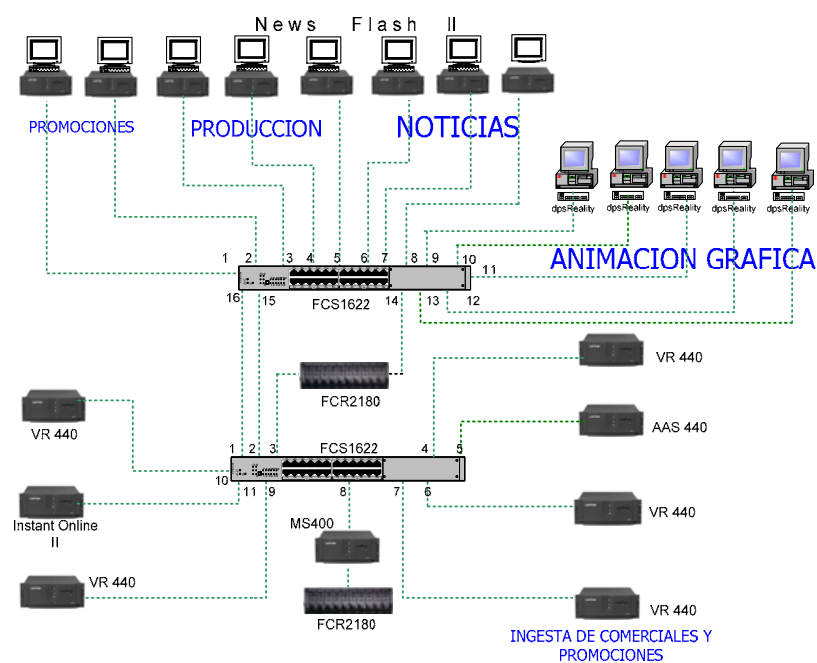 News Flash II
PROMOCIONES
PRODUCCION
NOTICIAS
dpsReality dpsReality dpsReality dpsReality dpsReality
ANIMACION GRAFICA
1 2 3 4 5 6 7 8 9 10 11
16 15 FCS1622 14 13 12
VR 440
FCR2180
VR 440
AAS 440
1 2 3 FCS1622 4 5
10 11 9 8 7 6
Instant Online
II
MS400
VR 440
VR 440
FCR2180
VR 440
INGESTA DE COMERCIALES Y
PROMOCIONES